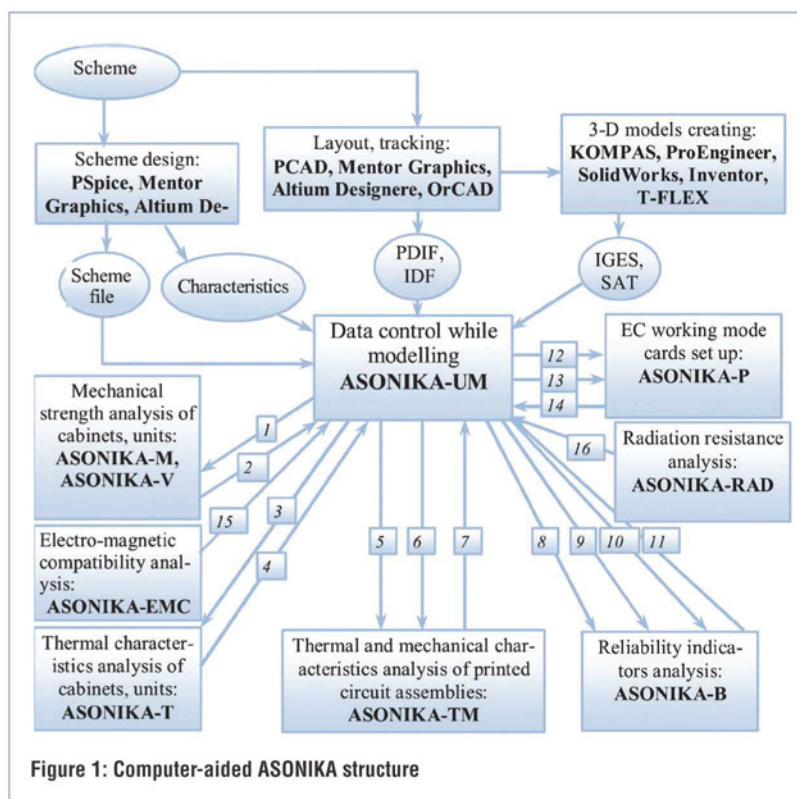 Scheme
Scheme design:
PSpice, Mentor
Graphics, Altium De-
Layout, tracking:
PCAD, Mentor Graphics,
Altium Designere, OrCAD
3-D models creating:
KOMPAS, ProEngineer,
SolidWorks, Inventor,
T-FLEX
Scheme
file
Characteristics
PDIF,
IDF
IGES,
SAT
Data control while
modelling
ASONIKA-UM
12
13
14
EC working mode
cards set up:
ASONIKA-P
Mechanical
strength analysis of
cabinets, units:
ASONIKA-M,
ASONIKA-V
1
2
15
3
4
16
Radiation resistance
analysis:
ASONIKA-RAD
Electro-magnetic
compatibility anal-
ysis:
ASONIKA-EMC
5
6
7
8
9
10
11
Thermal character-
istics analysis of
cabinets, units:
ASONIKA-T
Thermal and mechanical char-
acteristics analysis of printed
circuit assemblies:
ASONIKA-TM
Reliability indica-
tors analysis:
ASONIKA-B
Figure 1: Computer-aided ASONIKA structure